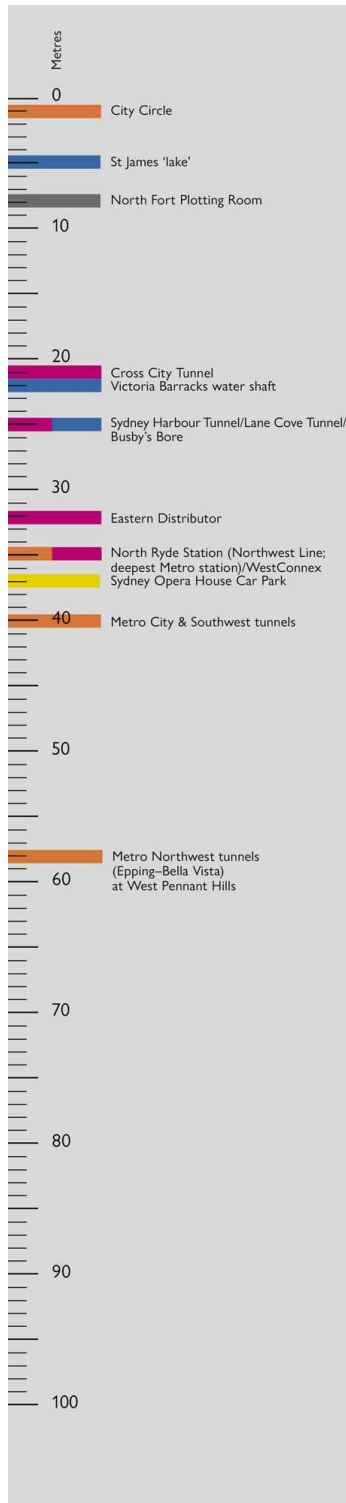 Metres
0
City Circle
St James ‘lake’
North Fort Plotting Room
10
20
Cross City Tunnel
Victoria Barracks water shaft
Sydney Harbour Tunnel/Lane Cove Tunnel/
Busby’s Bore
30
Eastern Distributor
North Ryde Station (Northwest Line;
deepest Metro station)/WestConnex
Sydney Opera House Car Park
40
Metro City & Southwest tunnels
50
Metro Northwest tunnels
(Epping–Bella Vista)
at West Pennant Hills
60
70
80
90
100